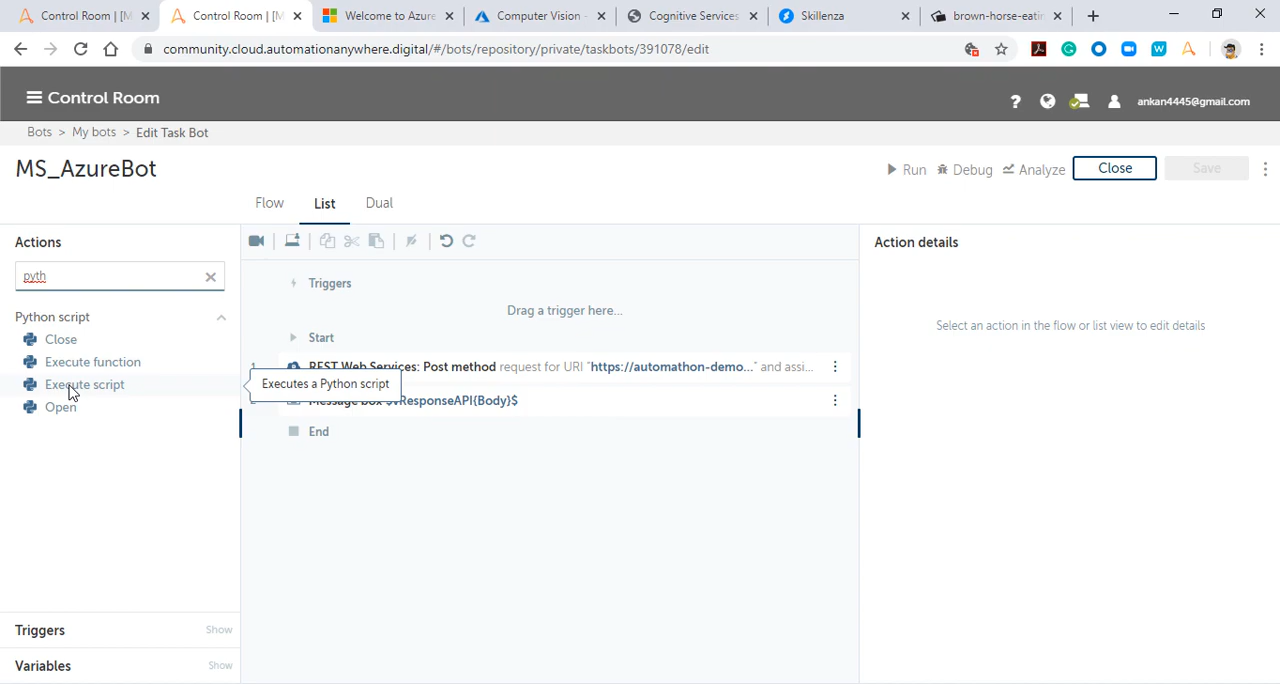 Control Room | [M
Control Room | [M
Welcome to Azure
Computer Vision -
Cognitive Services
Skillenza
brown-horse-eatin
community.cloud.automationanywhere.digital/#/bots/repository/private/taskbots/391078/edit
Control Room
ankan4445@gmail.com
Bots > My bots > Edit Task Bot
MS_AzureBot
Run
Debug
Analyze
Close
Save
Flow
List
Dual
Actions
pyth
Python script
Close
Execute function
Execute script
Open
Executes a Python script
Triggers
Drag a trigger here...
Start
1 REST Web Services: Post method request for URI "https://automathon-demo..." and assi...
Message box $vResponseAPI{Body}$
End
Action details
Select an action in the flow or list view to edit details
Triggers Show
Variables Show